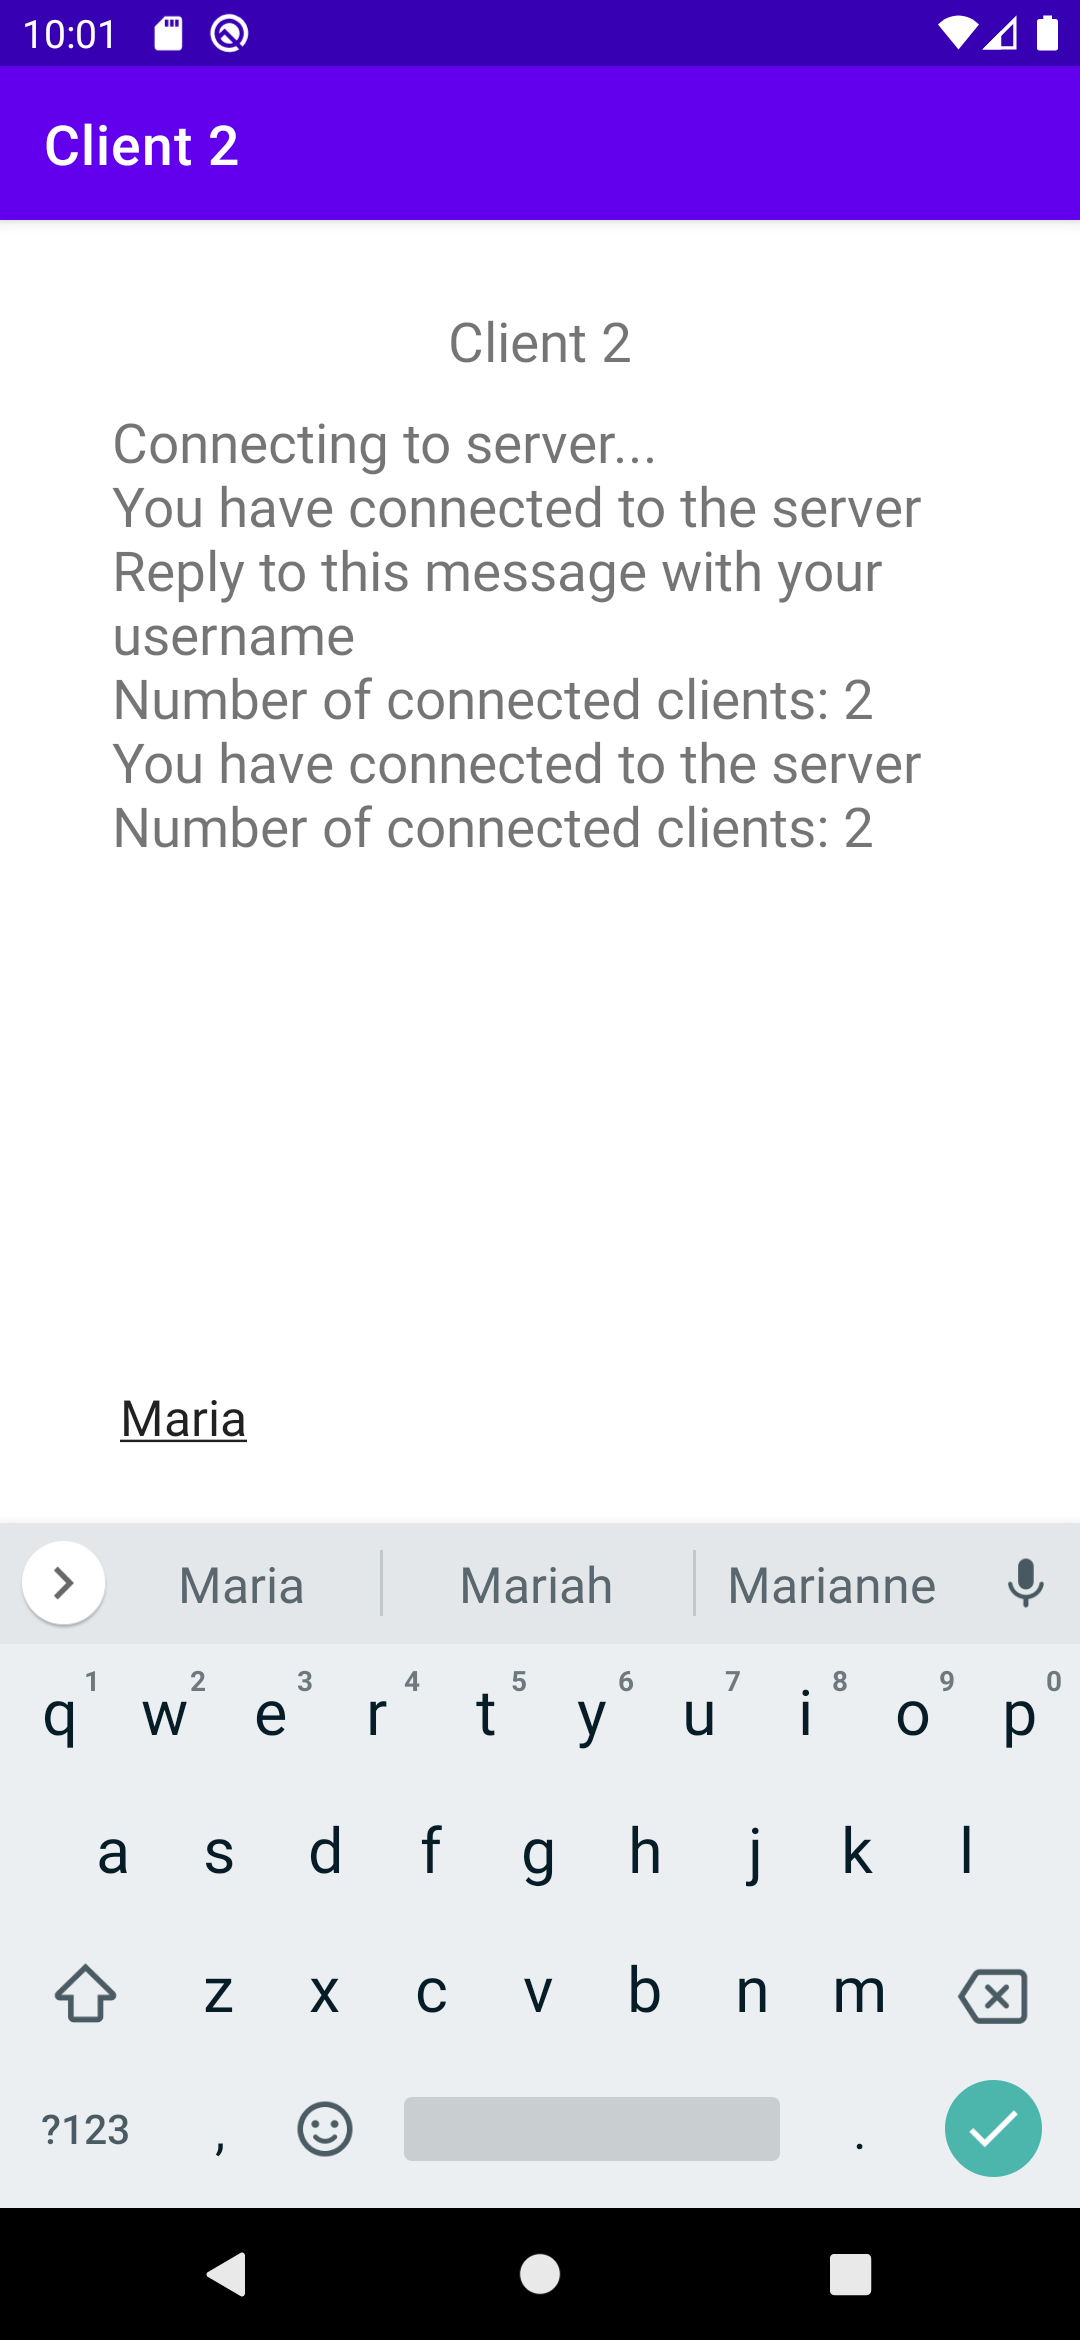 10:01
Client 2
Client 2
Connecting to server...
You have connected to the server
Reply to this message with your
username
Number of connected clients: 2
You have connected to the server
Number of connected clients: 2
Maria
Maria Mariah Marianne
1 2 3 4 5 6 7 8 9 0
q w e r t y u i o p
a s d f g h j k l
z x c v b n m
?123 , .